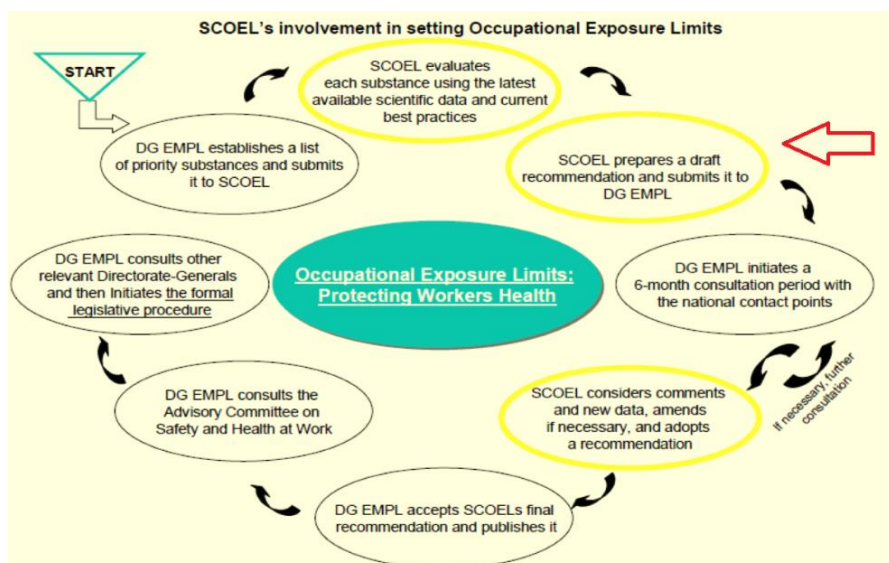 SCOEL's involvement in setting Occupational Exposure Limits
START
SCOEL evaluates
each substance using the latest
available scientific data and current
best practices
DG EMPL establishes a list
of priority substances and submits
it to SCOEL
SCOEL prepares a draft
recommendation and submits it to
DG EMPL
DG EMPL consults other
relevant Directorate-Generals
and then Initiates the formal
legislative procedure
Occupational Exposure Limits:
Protecting Workers Health
DG EMPL initiates a
6-month consultation period with
the national contact points
If necessary, further
consultation
SCOEL considers comments
and new data, amends
if necessary, and adopts
a recommendation
DG EMPL consults the
Advisory Committee on
Safety and Health at Work
DG EMPL accepts SCOELs final
recommendation and publishes it